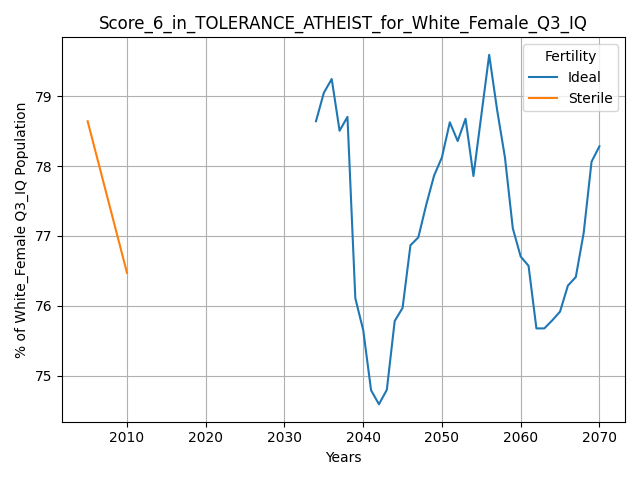 Score_6_in_TOLERANCE_ATHEIST_for_White_Female_Q3_IQ
% of White_Female Q3_IQ Population
79
78
77
76
75
Fertility
Ideal
Sterile
2010 2020 2030 2040 2050 2060 2070
Years